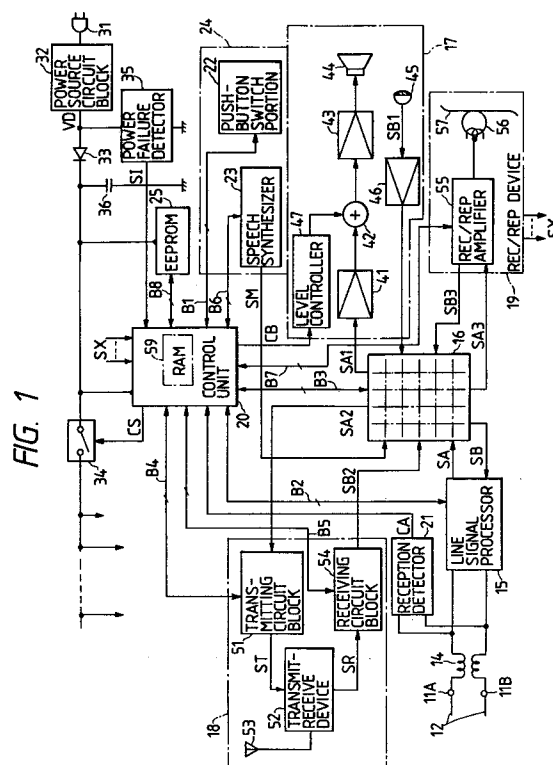 FIG. 1
31
32
POWER
SOURCE
CIRCUIT
BLOCK
VD
35
POWER
FAILURE
DETECTOR
33
SI
36
34
CS
SX
25
EEPROM
B8
24
22
PUSH-
BUTTON
SWITCH
PORTION
23
SPEECH
SYNTHESIZER
B1
B6
SM
59
RAM
CONTROL
UNIT
20
CB
B7
B3
B4
B5
B2
17
44
43
45
SB1
46
42
47
LEVEL
CONTROLLER
41
SA1
SA2
16
57
56
55
REC/REP
AMPLIFIER
REC/REP DEVICE
19
SX
SB3
SA3
18
51
TRANS-
MITTING
CIRCUIT
BLOCK
ST
53
52
TRANSMIT-
RECEIVE
DEVICE
SR
54
RECEIVING
CIRCUIT
BLOCK
SB2
SA
SB
CA
21
RECEPTION
DETECTOR
LINE
SIGNAL
PROCESSOR
15
14
11A
11B
12